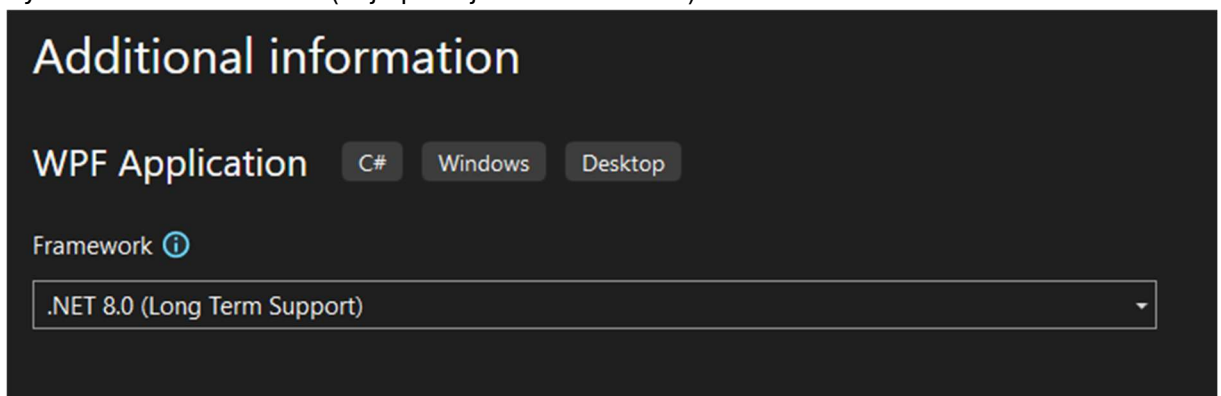 Additional information
WPF Application C# Windows Desktop
Framework
.NET 8.0 (Long Term Support)